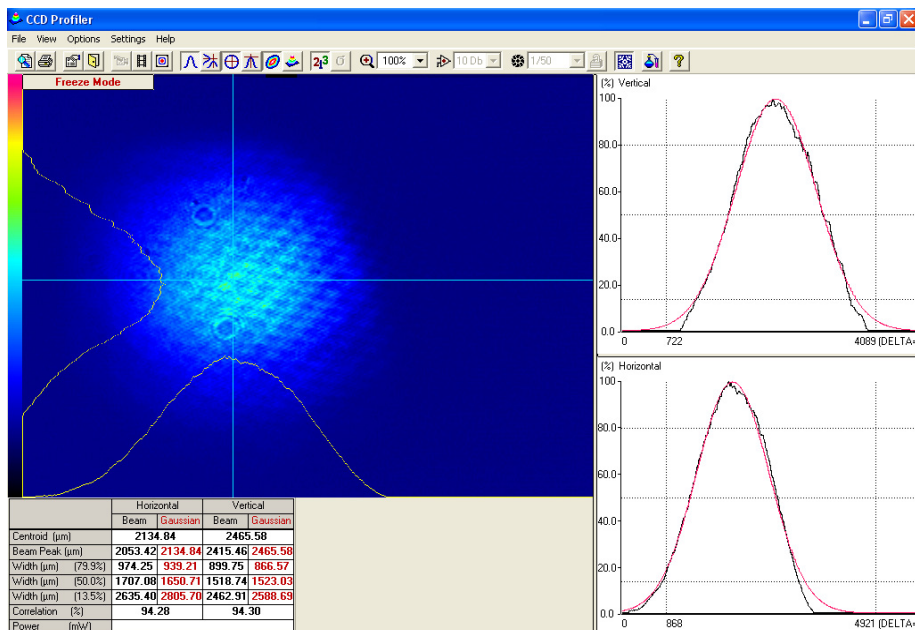 CCD Profiler
File View Options Settings Help
100% 10 Db 1/50
Freeze Mode
[%] Vertical
100
80.0
60.0
40.0
20.0
0.0
0 722 4089 (DELTA=
[%] Horizontal
100
80.0
60.0
40.0
20.0
0.0
0 868 4921 (DELTA=
Horizontal Vertical
Beam Gaussian Beam Gaussian
Centroid (µm) 2134.84 2465.58
Beam Peak (µm) 2053.42 2134.84 2415.46 2465.58
Width (µm) (79.9%) 974.25 939.21 899.75 866.57
Width (µm) (50.0%) 1707.08 1650.71 1518.74 1523.03
Width (µm) (13.5%) 2635.40 2805.70 2462.91 2588.69
Correlation (%) 94.28 94.30
Power (mW)